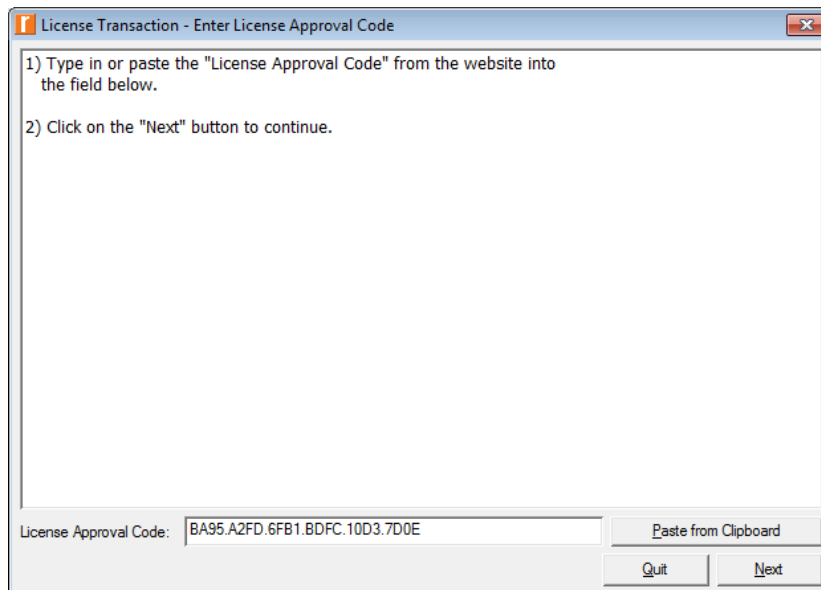 License Transaction - Enter License Approval Code
1) Type in or paste the "License Approval Code" from the website into
the field below.
2) Click on the "Next" button to continue.
License Approval Code: BA95.A2FD.6FB1.BDFC.10D3.7D0E Paste from Clipboard
Quit Next